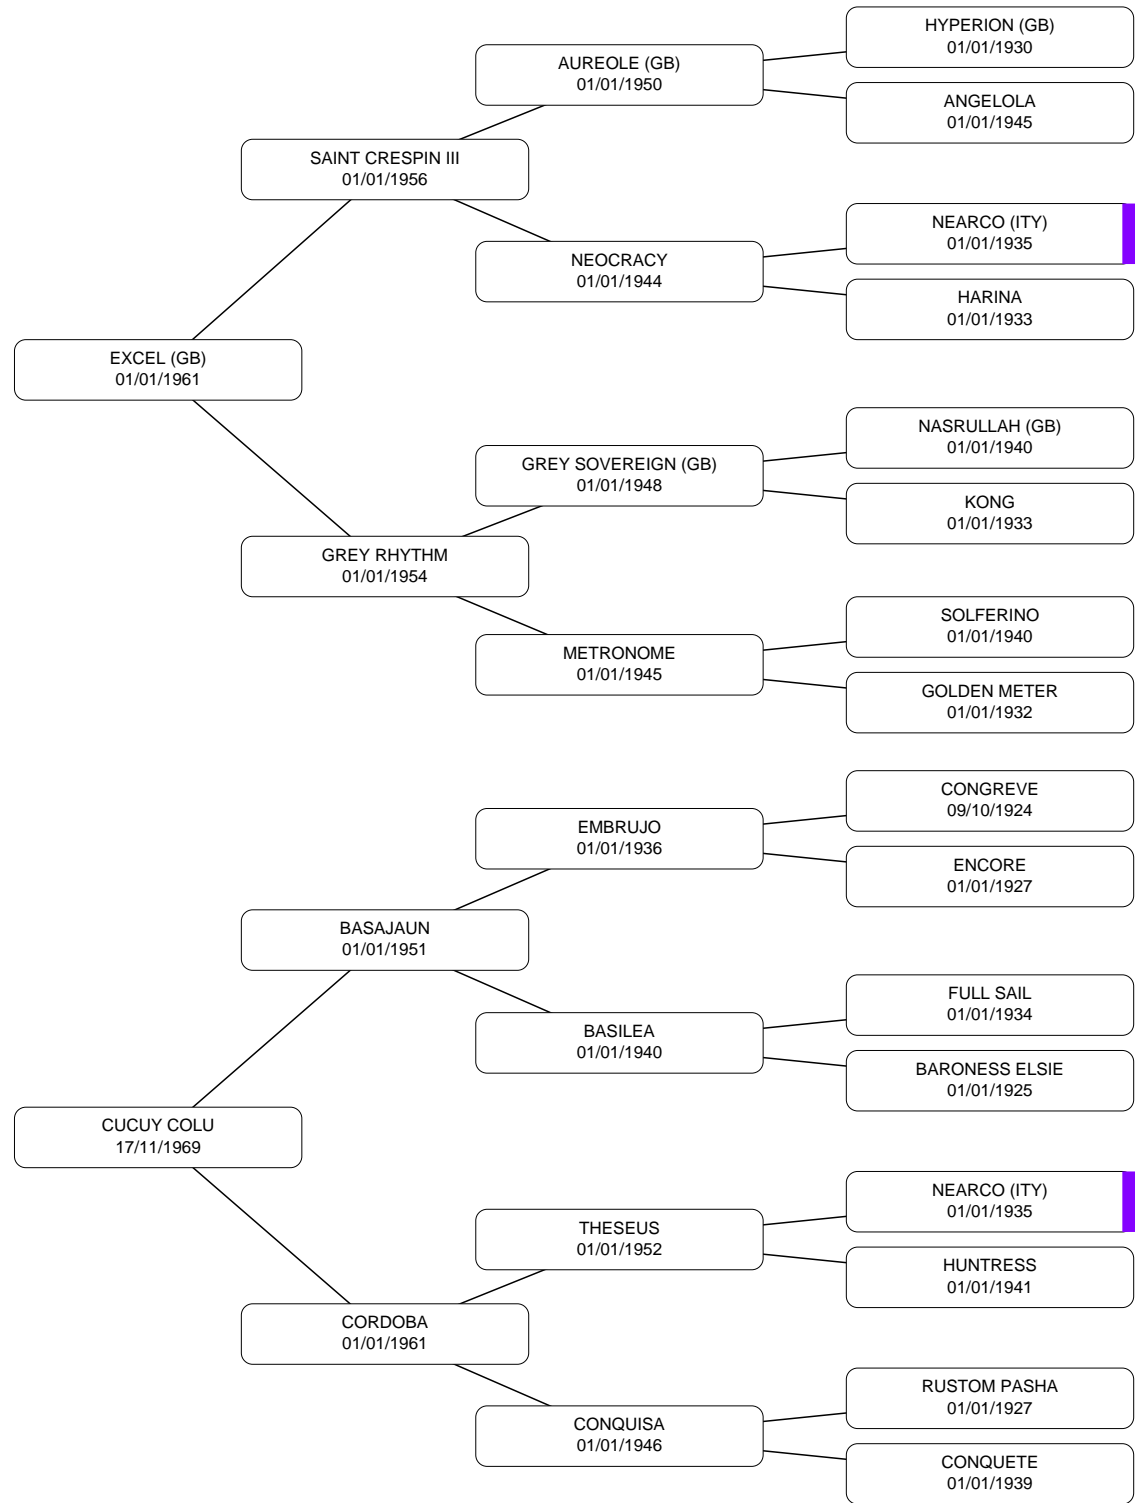 HYPERION (GB)
01/01/1930
AUREOLE (GB)
01/01/1950
ANGELOLA
01/01/1945
SAINT CRESPIN III
01/01/1956
NEARCO (ITY)
01/01/1935
NEOCRACY
01/01/1944
HARINA
01/01/1933
EXCEL (GB)
01/01/1961
NASRULLAH (GB)
01/01/1940
GREY SOVEREIGN (GB)
01/01/1948
KONG
01/01/1933
GREY RHYTHM
01/01/1954
SOLFERINO
01/01/1940
METRONOME
01/01/1945
GOLDEN METER
01/01/1932
CONGREVE
09/10/1924
EMBRUJO
01/01/1936
ENCORE
01/01/1927
BASAJAUN
01/01/1951
FULL SAIL
01/01/1934
BASILEA
01/01/1940
BARONESS ELSIE
01/01/1925
CUCUY COLU
17/11/1969
NEARCO (ITY)
01/01/1935
THESEUS
01/01/1952
HUNTRESS
01/01/1941
CORDOBA
01/01/1961
RUSTOM PASHA
01/01/1927
CONQUISA
01/01/1946
CONQUETE
01/01/1939